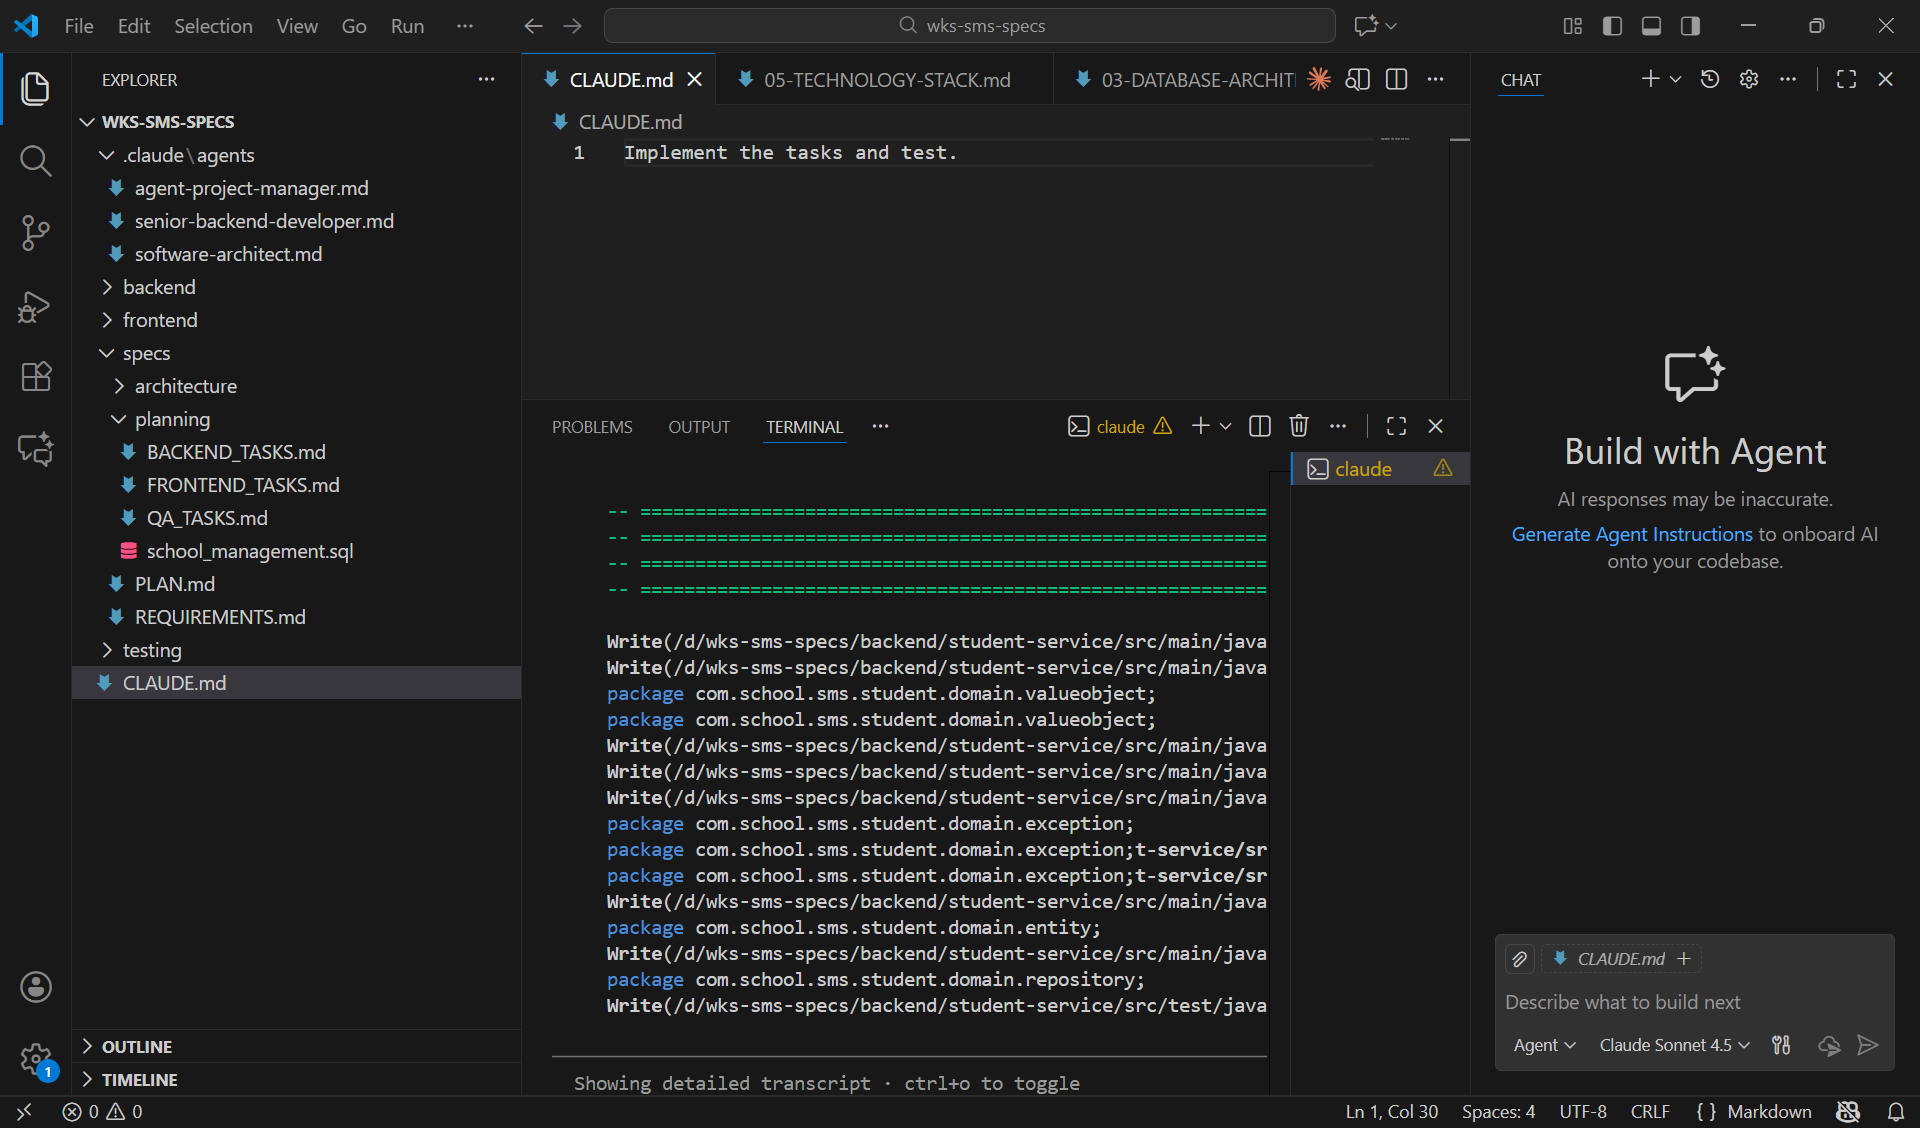 File Edit Selection View Go Run ···
wks-sms-specs
EXPLORER ···
WKS-SMS-SPECS
.claude\agents
agent-project-manager.md
senior-backend-developer.md
software-architect.md
backend
frontend
specs
architecture
planning
BACKEND_TASKS.md
FRONTEND_TASKS.md
QA_TASKS.md
school_management.sql
PLAN.md
REQUIREMENTS.md
testing
CLAUDE.md
OUTLINE
TIMELINE
1
CLAUDE.md 05-TECHNOLOGY-STACK.md 03-DATABASE-ARCHIT
CLAUDE.md
1 Implement the tasks and test.
PROBLEMS OUTPUT TERMINAL ··· claude
claude
-- =========================================================
-- =========================================================
-- =========================================================
-- =========================================================
Write(/d/wks-sms-specs/backend/student-service/src/main/java
Write(/d/wks-sms-specs/backend/student-service/src/main/java
package com.school.sms.student.domain.valueobject;
package com.school.sms.student.domain.valueobject;
Write(/d/wks-sms-specs/backend/student-service/src/main/java
Write(/d/wks-sms-specs/backend/student-service/src/main/java
Write(/d/wks-sms-specs/backend/student-service/src/main/java
package com.school.sms.student.domain.exception;
package com.school.sms.student.domain.exception;t-service/sr
package com.school.sms.student.domain.exception;t-service/sr
Write(/d/wks-sms-specs/backend/student-service/src/main/java
package com.school.sms.student.domain.entity;
Write(/d/wks-sms-specs/backend/student-service/src/main/java
package com.school.sms.student.domain.repository;
Write(/d/wks-sms-specs/backend/student-service/src/test/java
Showing detailed transcript · ctrl+o to toggle
CHAT
Build with Agent
AI responses may be inaccurate.
Generate Agent Instructions to onboard AI
onto your codebase.
CLAUDE.md +
Describe what to build next
Agent Claude Sonnet 4.5
0 0 Ln 1, Col 30 Spaces: 4 UTF-8 CRLF { } Markdown